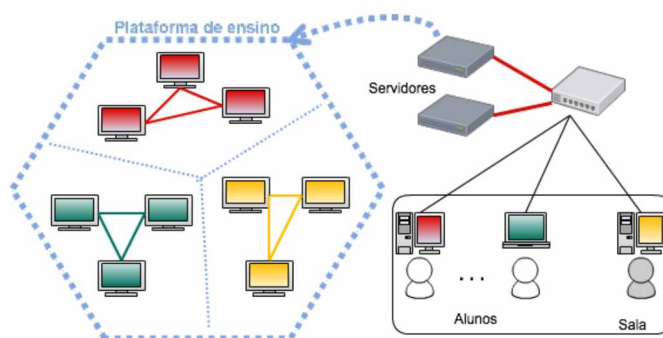 Plataforma de ensino
Servidores
...
Alunos
Sala